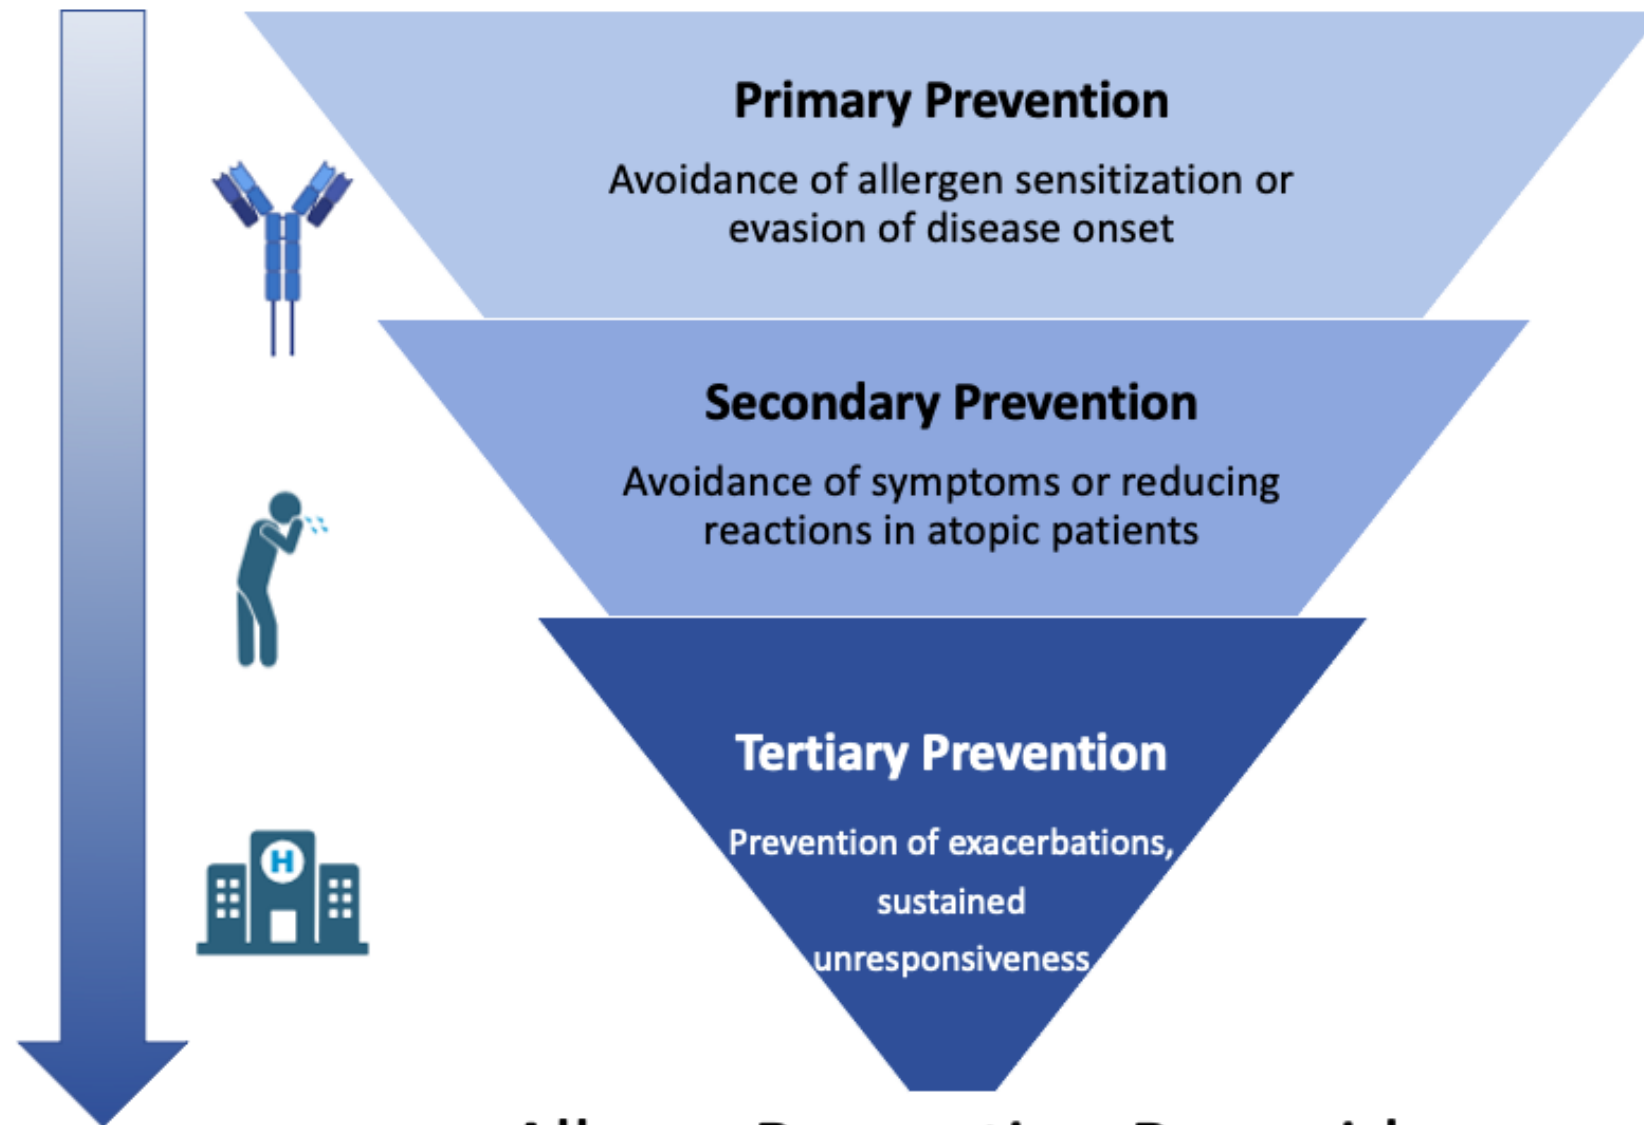 Primary Prevention
Avoidance of allergen sensitization or
evasion of disease onset
Secondary Prevention
Avoidance of symptoms or reducing
reactions in atopic patients
H
Tertiary Prevention
Prevention of exacerbations,
sustained
unresponsiveness